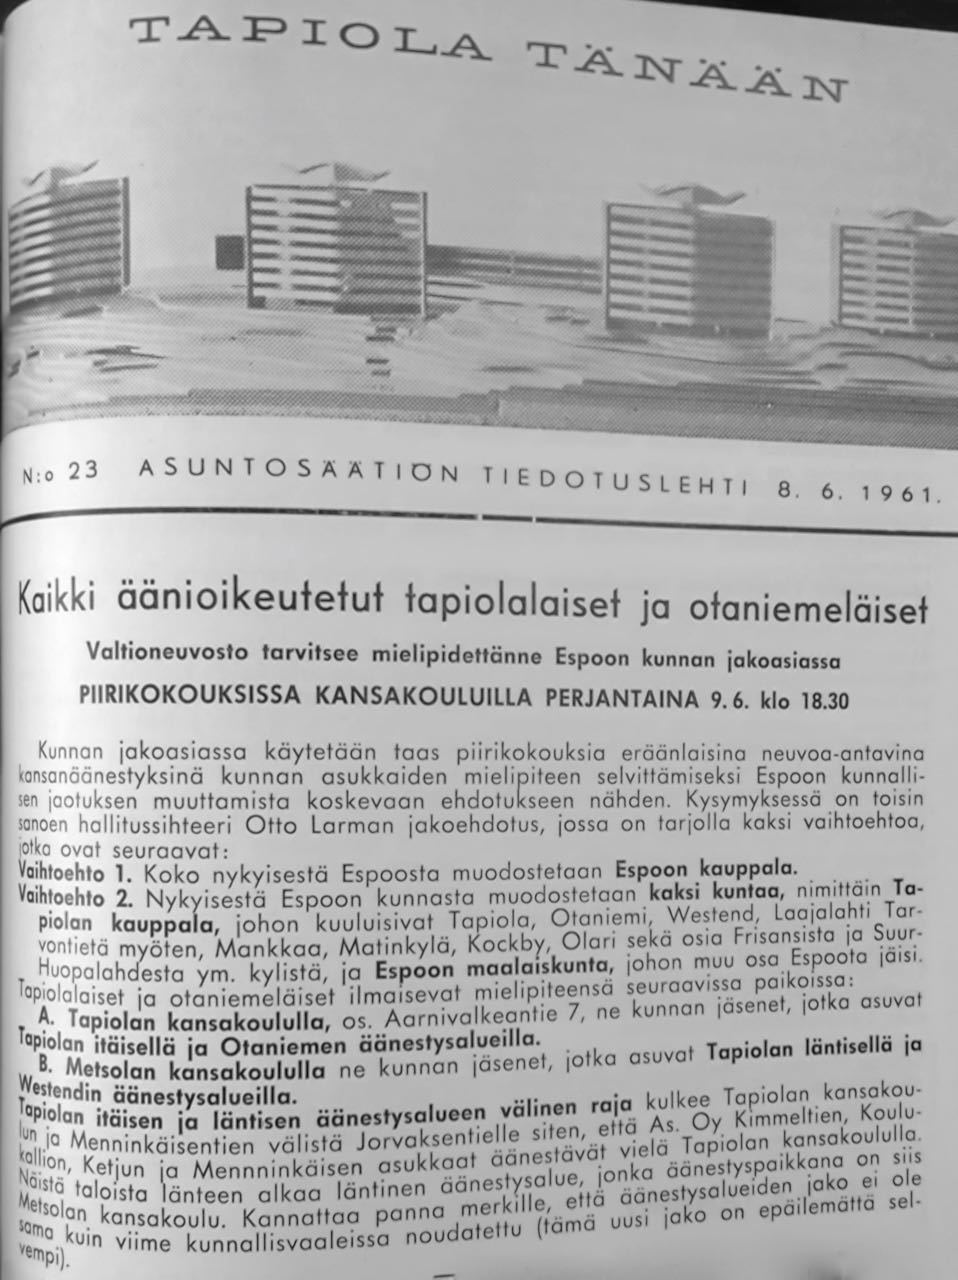 TAPIOLA TÄNÄÄN
N:o 23 ASUNTOSÄÄTIÖN TIEDOTUSLEHTI 8. 6. 1961.
Kaikki äänioikeutetut tapiolalaiset ja otaniemeläiset
Valtioneuvosto tarvitsee mielipidettänne Espoon kunnan jakoasiassa
PIIRIKOKOUKSISSA KANSAKOULUILLA PERJANTAINA 9. 6. klo 18.30
Kunnan jakoasiassa käytetään taas piirikokouksia eräänlaisina neuvoa-antavina
kansanäänestyksinä kunnan asukkaiden mielipiteen selvittämiseksi Espoon kunnalli-
sen jaotuksen muuttamista koskevaan ehdotukseen nähden. Kysymyksessä on toisin
sanoen hallitussihteeri Otto Larman jakoehdotus, jossa on tarjolla kaksi vaihtoehtoa,
jotka ovat seuraavat:
Vaihtoehto 1. Koko nykyisestä Espoosta muodostetaan Espoon kauppala.
Vaihtoehto 2. Nykyisestä Espoon kunnasta muodostetaan kaksi kuntaa, nimittäin Ta-
piolan kauppala, johon kuuluisivat Tapiola, Otaniemi, Westend, Laajalahti Tar-
vontietä myöten, Mankkaa, Matinkylä, Kockby, Olari sekä osia Frisansista ja Suur-
Huopalahdesta ym. kylistä, ja Espoon maalaiskunta, johon muu osa Espoota jäisi.
Tapiolalaiset ja otaniemeläiset ilmaisevat mielipiteensä seuraavissa paikoissa:
A. Tapiolan kansakoululla, os. Aarnivalkeantie 7, ne kunnan jäsenet, jotka asuvat
Tapiolan itäisellä ja Otaniemen äänestysalueilla.
B. Metsolan kansakoululla ne kunnan jäsenet, jotka asuvat Tapiolan läntisellä ja
Westendin äänestysalueilla.
Tapiolan itäisen ja läntisen äänestysalueen välinen raja kulkee Tapiolan kansakou-
lun ja Menninkäisentien välistä Jorvaksentielle siten, että As. Oy Kimmeltien, Koulu-
kallion, Ketjun ja Mennninkäisen asukkaat äänestävät vielä Tapiolan kansakoululla.
Näistä taloista länteen alkaa läntinen äänestysalue, jonka äänestyspaikkana on siis
Metsolan kansakoulu. Kannattaa panna merkille, että äänestysalueiden jako ei ole
sama kuin viime kunnallisvaaleissa noudatettu (tämä uusi jako on epäilemättä sel-
vempi).